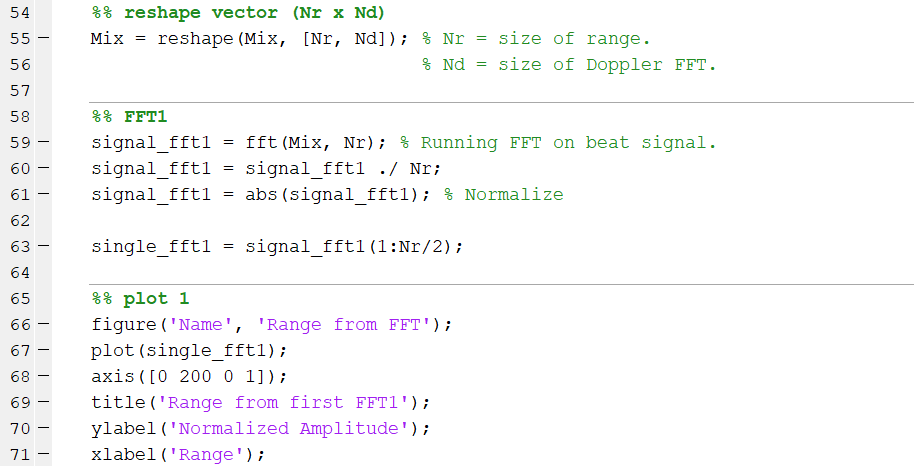 54 %% reshape vector (Nr x Nd)
55 – Mix = reshape(Mix, [Nr, Nd]); % Nr = size of range.
56 % Nd = size of Doppler FFT.
57
58 %% FFT1
59 – signal_fft1 = fft(Mix, Nr); % Running FFT on beat signal.
60 – signal_fft1 = signal_fft1 ./ Nr;
61 – signal_fft1 = abs(signal_fft1); % Normalize
62
63 – single_fft1 = signal_fft1(1:Nr/2);
64
65 %% plot 1
66 – figure('Name', 'Range from FFT');
67 – plot(single_fft1);
68 – axis([0 200 0 1]);
69 – title('Range from first FFT1');
70 – ylabel('Normalized Amplitude');
71 – xlabel('Range');